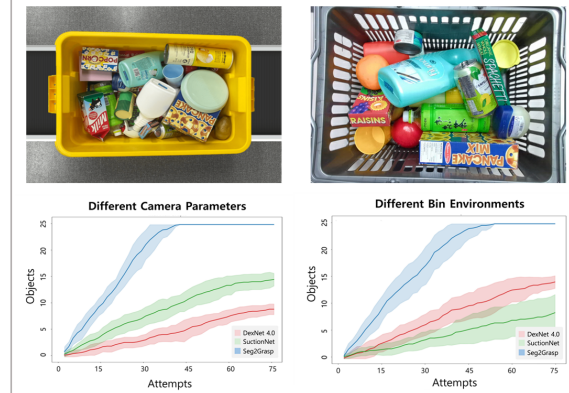 POPCORN
MILK
PANCAKE
SPAGHETTI
RAISINS
PANCAKE
MIX
Different Camera Parameters
Different Bin Environments
Objects
25
20
15
10
5
0
DexNet 4.0
SuctionNet
Seg2Grasp
0
15
30
45
60
75
Attempts
Objects
25
20
15
10
5
0
DexNet 4.0
SuctionNet
Seg2Grasp
0
15
30
45
60
75
Attempts